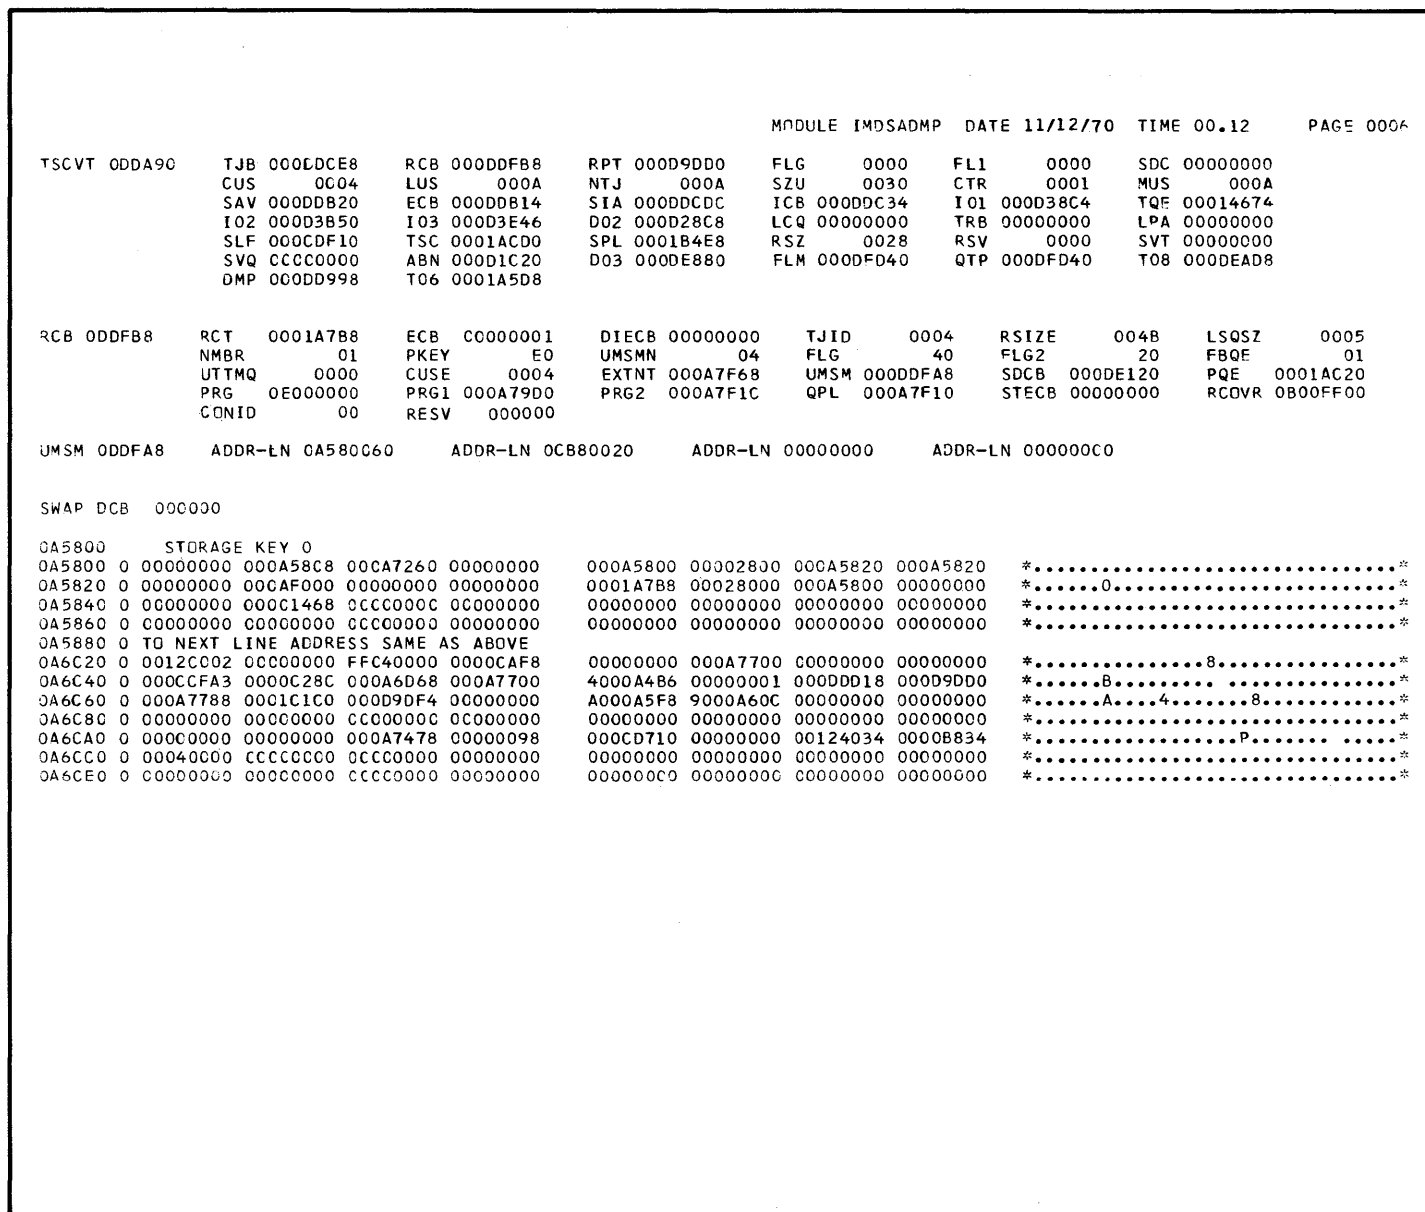 MODULE IMDSADMP DATE 11/12/70 TIME 00.12 PAGE 0006
TSCVT 0DDA90 TJB 000DDCE8 RCB 000DDFB8 RPT 000D9DD0 FLG 0000 FL1 0000 SDC 00000000
CUS 0004 LUS 000A NTJ 000A SZU 0030 CTR 0001 MUS 000A
SAV 000DDB20 ECB 000DDB14 SIA 000DDCDC ICB 000DDC34 I01 000D38C4 TQE 00014674
I02 000D3B50 I03 000D3E46 D02 000D28C8 LCQ 00000000 TRB 00000000 LPA 00000000
SLF 000CDF10 TSC 0001ACD0 SPL 0001B4E8 RSZ 0028 RSV 0000 SVT 00000000
SVQ 00000000 ABN 000D1C20 D03 000DE880 FLM 000DFD40 QTP 000DFD40 T08 000DEAD8
DMP 000DD998 T06 0001A5D8
RCB 0DDFB8 RCT 0001A7B8 ECB C0000001 DIECB 00000000 TJID 0004 RSIZE 004B LSQSZ 0005
NMBR 01 PKEY E0 UMSMN 04 FLG 40 FLG2 20 FBQE 01
UTTMQ 0000 CUSE 0004 EXTNT 000A7F68 UMSM 000DDFA8 SDCB 000DE120 PQE 0001AC20
PRG 0E000000 PRG1 000A79D0 PRG2 000A7F1C QPL 000A7F10 STECB 00000000 RCOVR 0B00FF00
CONID 00 RESV 000000
UMSM 0DDFA8 ADDR-LN 0A580060 ADDR-LN 0CB80020 ADDR-LN 00000000 ADDR-LN 00000000
SWAP DCB 000000
0A5800 STORAGE KEY 0
0A5800 0 00000000 000A58C8 000A7260 00000000 000A5800 00002800 000A5820 000A5820 *................................*
0A5820 0 00000000 000AF000 00000000 00000000 0001A7B8 00028000 000A5800 00000000 *......0.........................*
0A5840 0 00000000 000C1468 00000000 00000000 00000000 00000000 00000000 00000000 *................................*
0A5860 0 00000000 00000000 00000000 00000000 00000000 00000000 00000000 00000000 *................................*
0A5880 0 TO NEXT LINE ADDRESS SAME AS ABOVE
0A6C20 0 00120002 00000000 FFC40000 0000CAF8 00000000 000A7700 00000000 00000000 *...............8................*
0A6C40 0 000CCFA3 0000C28C 000A6D68 000A7700 4000A4B6 00000001 000DDD18 000D9DD0 *......B......... ...............*
0A6C60 0 000A7788 0001C1C0 000D9DF4 00000000 A000A5F8 9000A60C 00000000 00000000 *......A....4.......8............*
0A6C80 0 00000000 00000000 00000000 00000000 00000000 00000000 00000000 00000000 *................................*
0A6CA0 0 00000000 00000000 000A7478 00000098 000CD710 00000000 00124034 0000B834 *.................P....... .....*
0A6CC0 0 00040000 00000000 00000000 00000000 00000000 00000000 00000000 00000000 *................................*
0A6CE0 0 00000000 00000000 00000000 00000000 00000000 00000000 00000000 00000000 *................................*